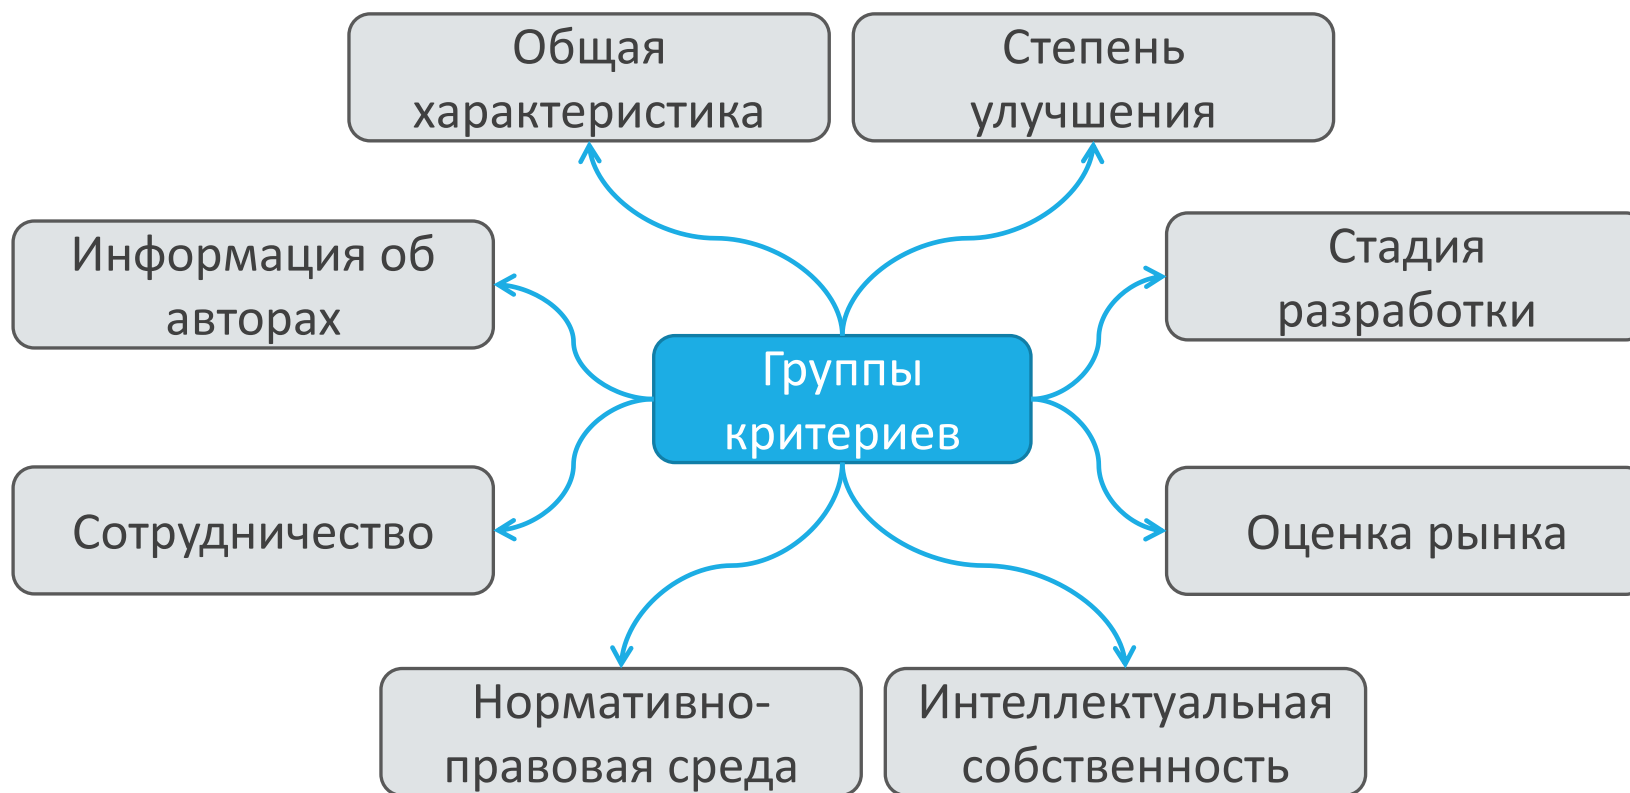 Общая
характеристика
Степень
улучшения
Информация об
авторах
Стадия
разработки
Группы
критериев
Сотрудничество
Оценка рынка
Нормативно-
правовая среда
Интеллектуальная
собственность